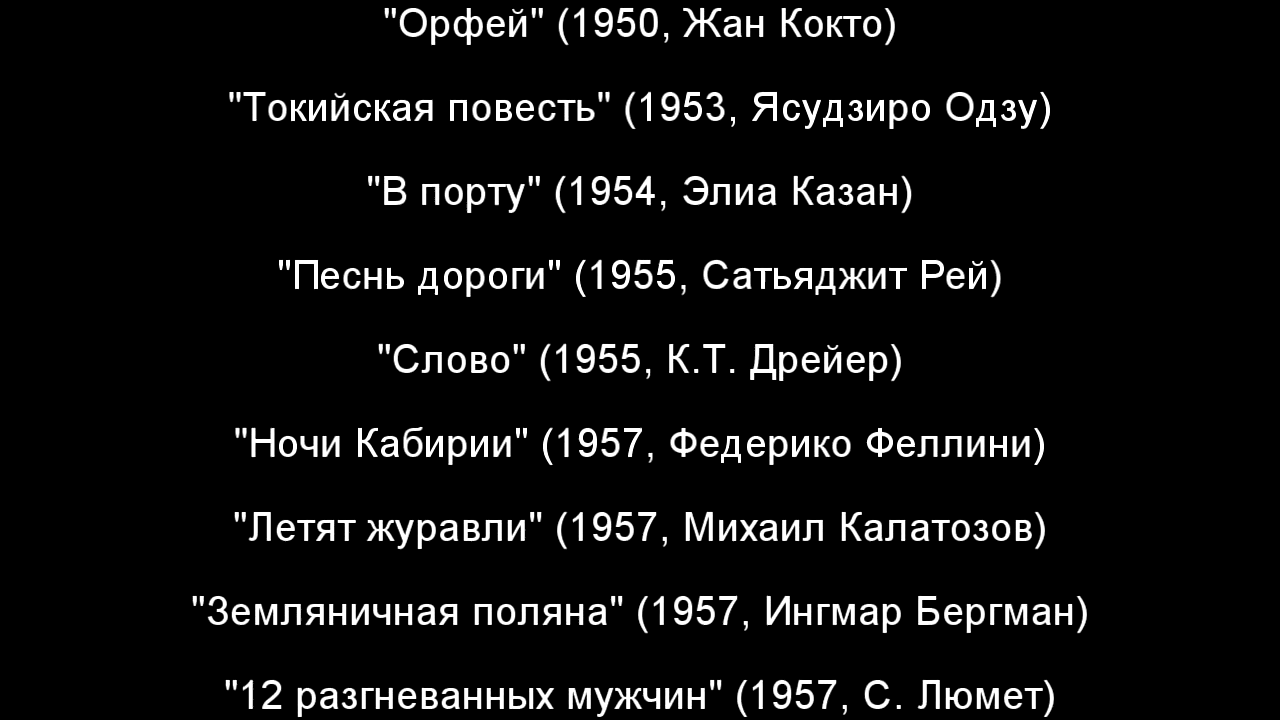 "Орфей" (1950, Жан Кокто)
"Токийская повесть" (1953, Ясудзиро Одзу)
"В порту" (1954, Элиа Казан)
"Песнь дороги" (1955, Сатьяджит Рей)
"Слово" (1955, К.Т. Дрейер)
"Ночи Кабирии" (1957, Федерико Феллини)
"Летят журавли" (1957, Михаил Калатозов)
"Земляничная поляна" (1957, Ингмар Бергман)
"12 разгневанных мужчин" (1957, С. Люмет)